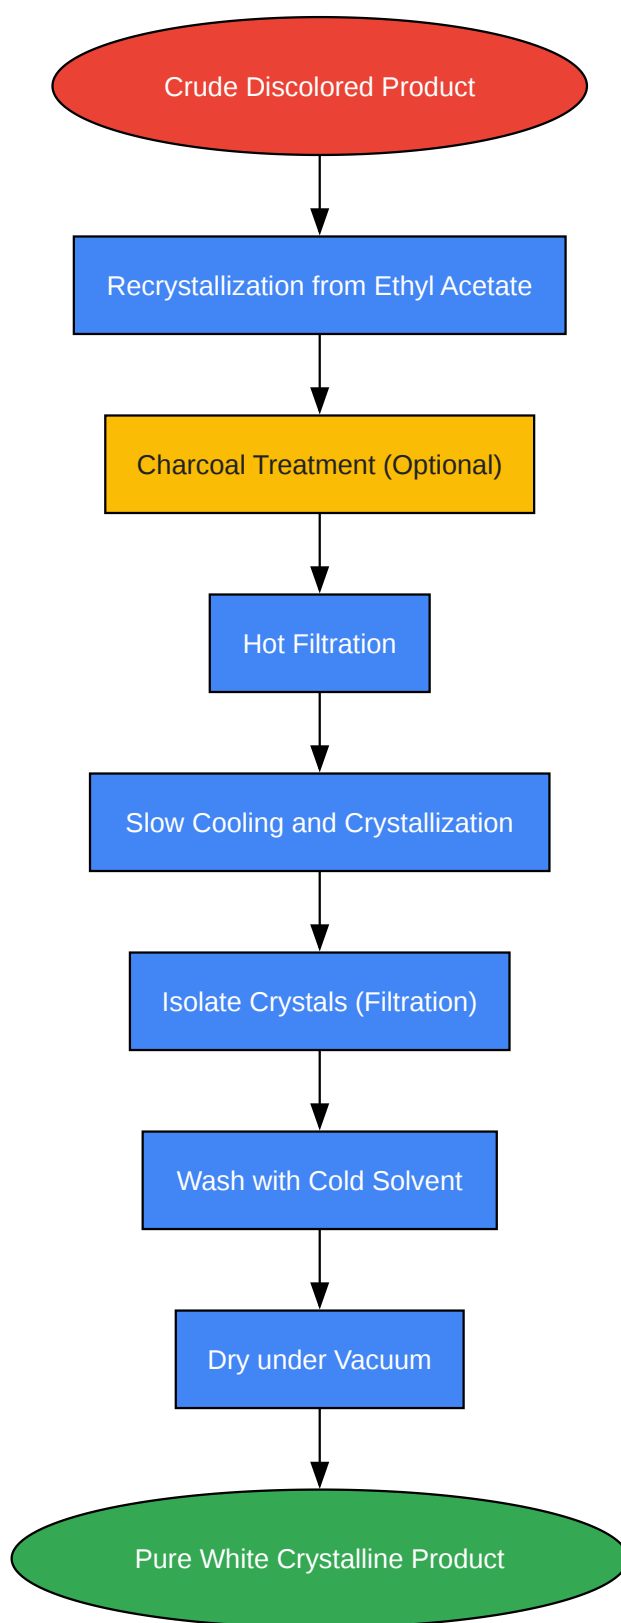 Crude Discolored Product
Recrystallization from Ethyl Acetate
Charcoal Treatment (Optional)
Hot Filtration
Slow Cooling and Crystallization
Isolate Crystals (Filtration)
Wash with Cold Solvent
Dry under Vacuum
Pure White Crystalline Product